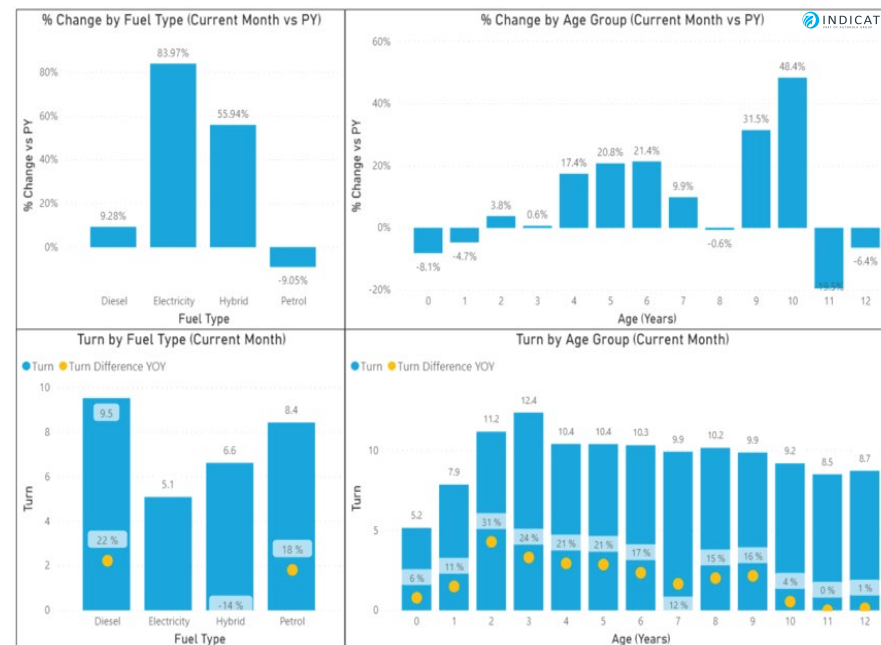 % Change by Fuel Type (Current Month vs PY)
% Change vs PY
80%
60%
40%
20%
0%
9.28%
83.97%
55.94%
-9.05%
Diesel
Electricity
Hybrid
Petrol
Fuel Type
% Change by Age Group (Current Month vs PY)
INDICAT
% Change vs PY
60%
40%
20%
0%
-20%
-8.1%
-4.7%
3.8%
0.6%
17.4%
20.8%
21.4%
9.9%
-0.6%
31.5%
48.4%
-19.5%
-6.4%
0 1 2 3 4 5 6 7 8 9 10 11 12
Age (Years)
Turn by Fuel Type (Current Month)
Turn Turn Difference YOY
Turn
10
8
6
4
2
0
9.5
5.1
6.6
8.4
22 %
-14 %
18 %
Diesel
Electricity
Hybrid
Petrol
Fuel Type
Turn by Age Group (Current Month)
Turn Turn Difference YOY
Turn
10
5
0
5.2
7.9
11.2
12.4
10.4
10.4
10.3
9.9
10.2
9.9
9.2
8.5
8.7
6 %
11 %
31 %
24 %
21 %
21 %
17 %
12 %
15 %
16 %
4 %
0 %
1 %
0 1 2 3 4 5 6 7 8 9 10 11 12
Age (Years)